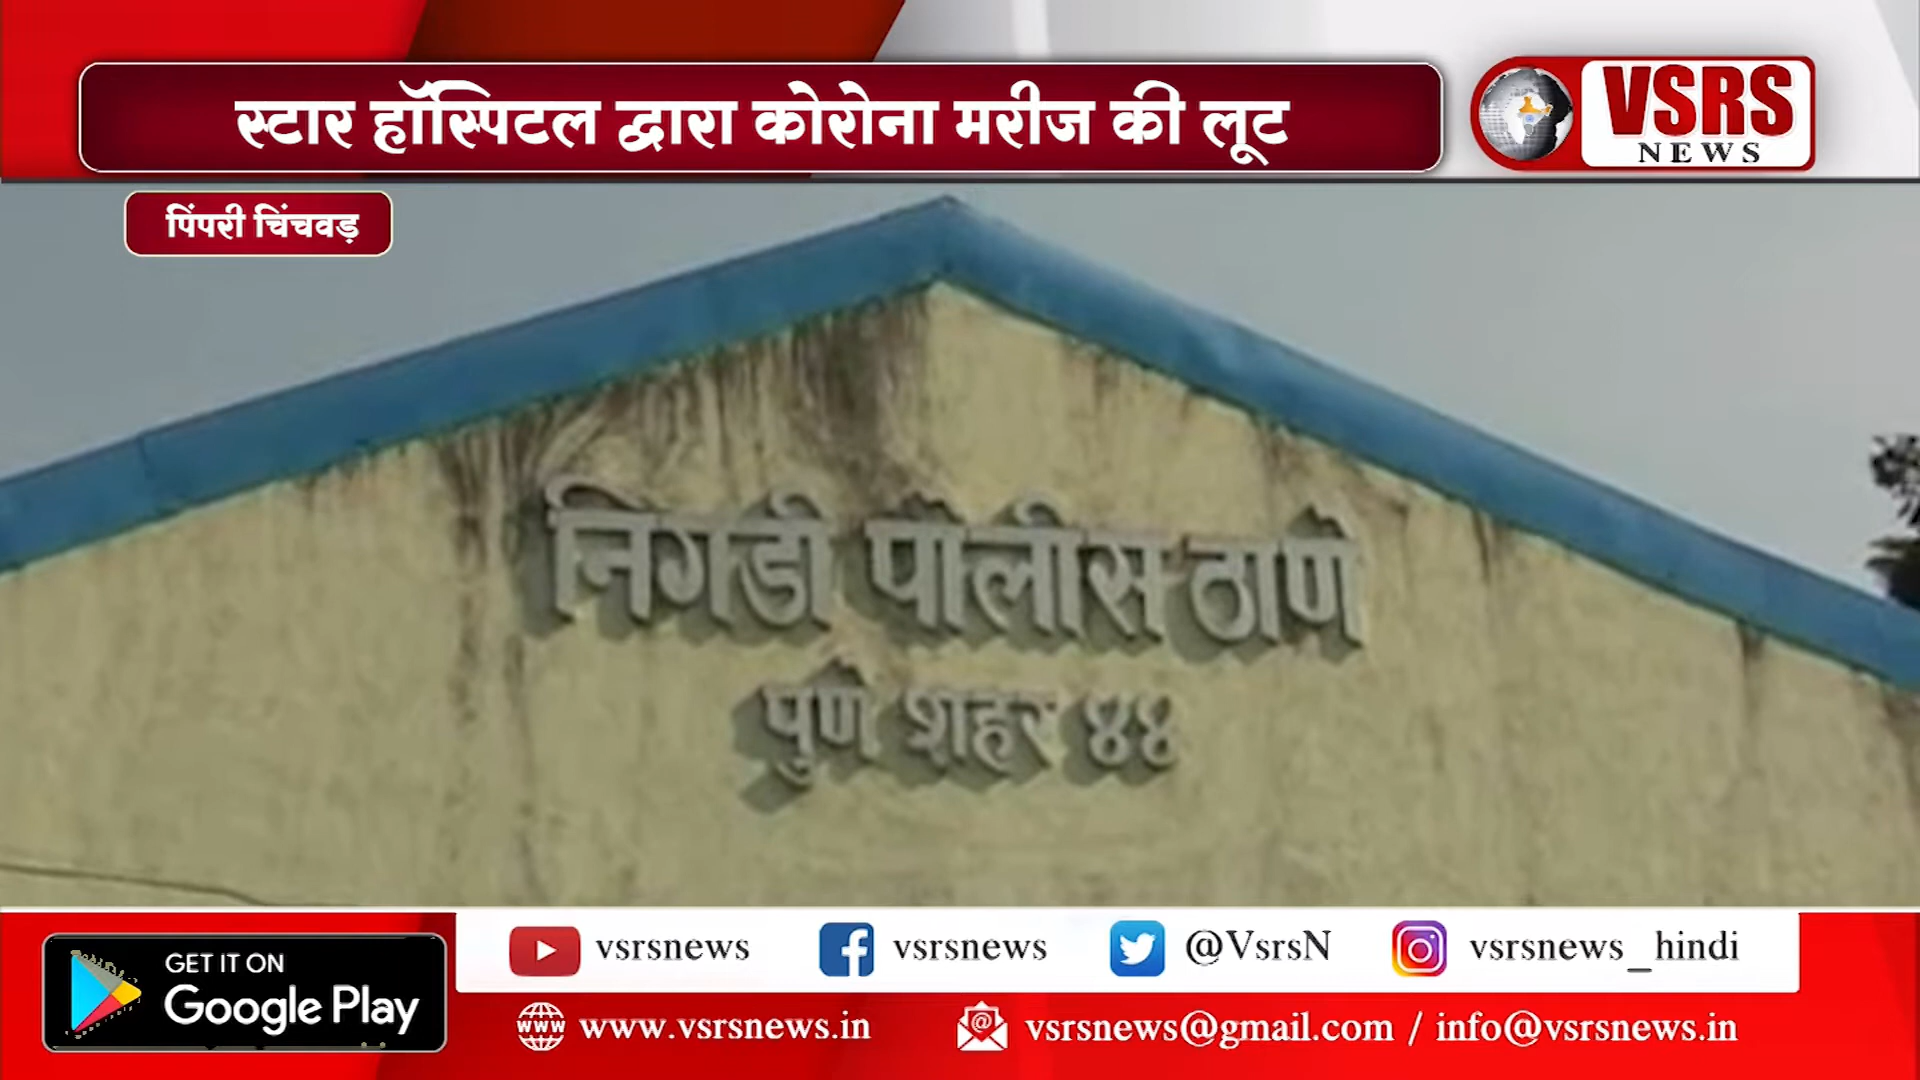 स्टार हॉस्पिटल द्वारा कोरोना मरीज की लूट
VSRS
NEWS
पिंपरी चिंचवड़
निगडी पोलीस ठाणे
पुणे शहर ४४
GET IT ON
Google Play
vsrsnews
vsrsnews
@VsrsN
vsrsnews_hindi
www.vsrsnews.in
vsrsnews@gmail.com / info@vsrsnews.in